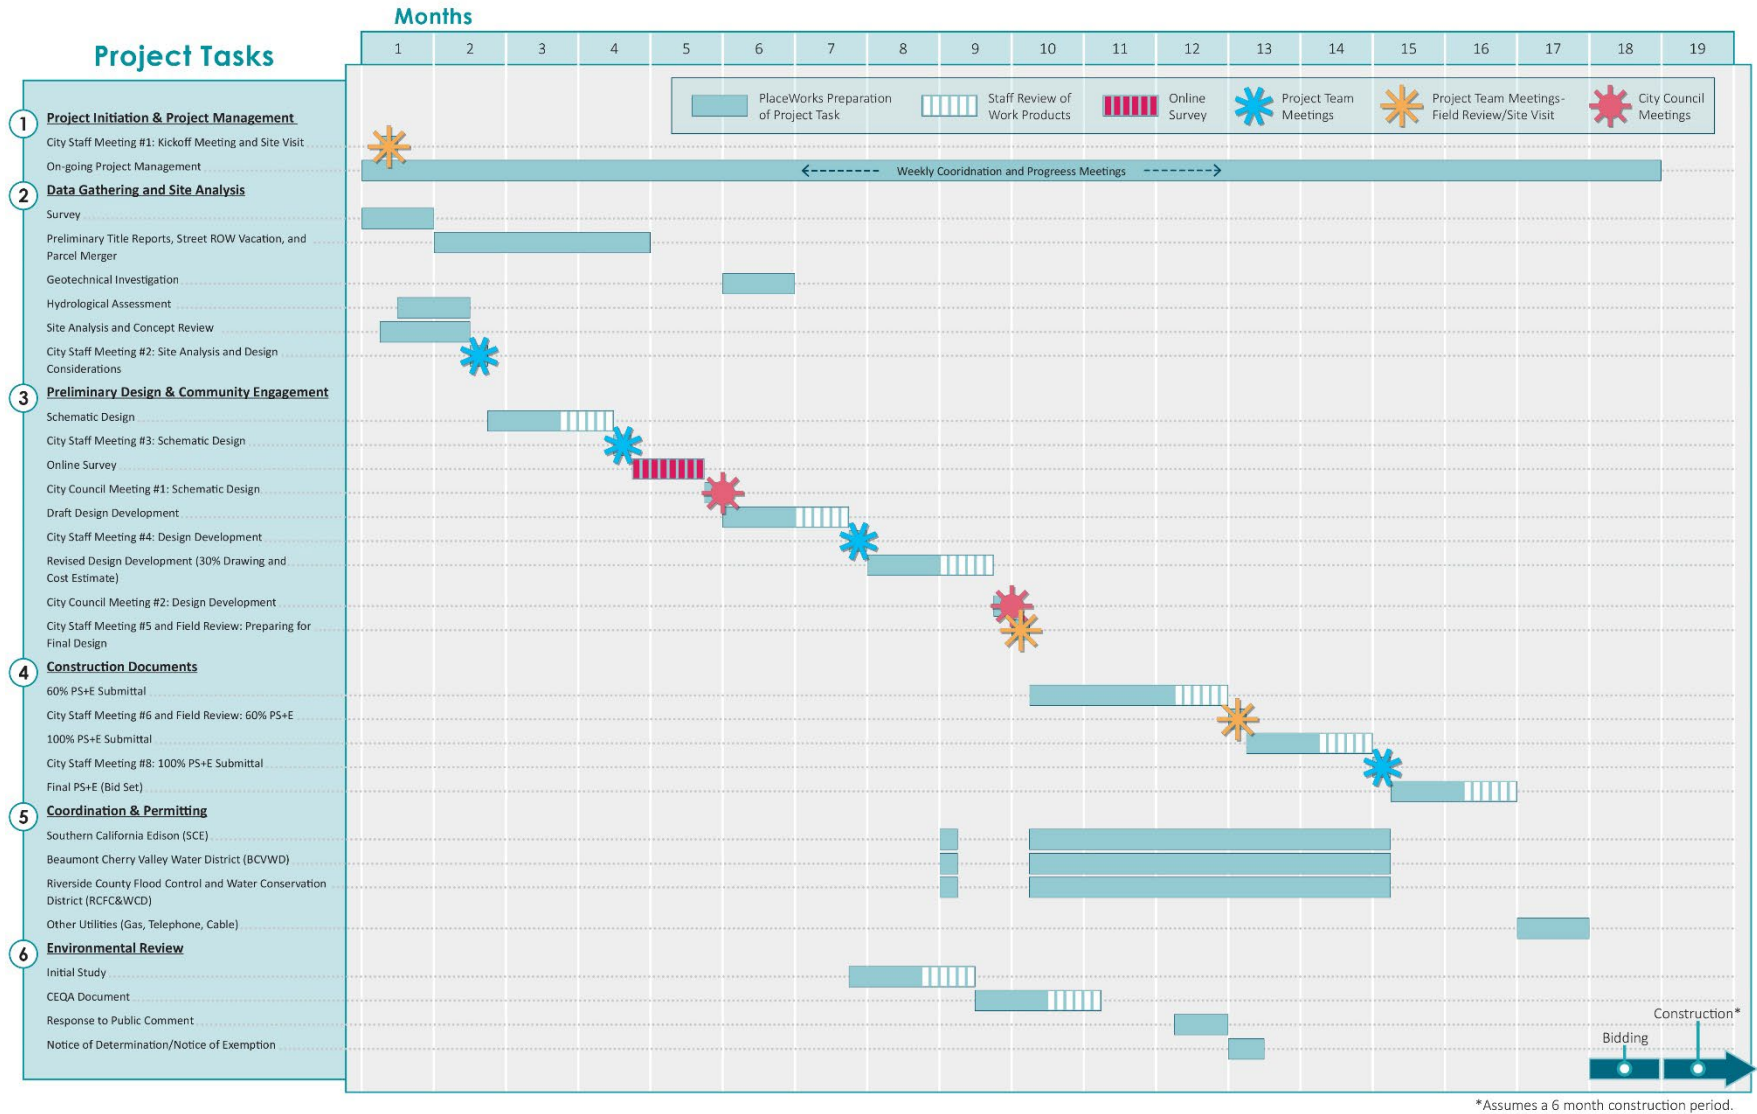 Months
Project Tasks
1 2 3 4 5 6 7 8 9 10 11 12 13 14 15 16 17 18 19
PlaceWorks Preparation
of Project Task
Staff Review of
Work Products
Online
Survey
Project Team
Meetings
Project Team Meetings-
Field Review/Site Visit
City Council
Meetings
1
Project Initiation & Project Management
City Staff Meeting #1: Kickoff Meeting and Site Visit
On-going Project Management
Weekly Cooridnation and Progreess Meetings
2
Data Gathering and Site Analysis
Survey
Preliminary Title Reports, Street ROW Vacation, and
Parcel Merger
Geotechnical Investigation
Hydrological Assessment
Site Analysis and Concept Review
City Staff Meeting #2: Site Analysis and Design
Considerations
3
Preliminary Design & Community Engagement
Schematic Design
City Staff Meeting #3: Schematic Design
Online Survey
City Council Meeting #1: Schematic Design
Draft Design Development
City Staff Meeting #4: Design Development
Revised Design Development (30% Drawing and
Cost Estimate)
City Council Meeting #2: Design Development
City Staff Meeting #5 and Field Review: Preparing for
Final Design
4
Construction Documents
60% PS+E Submittal
City Staff Meeting #6 and Field Review: 60% PS+E
100% PS+E Submittal
City Staff Meeting #8: 100% PS+E Submittal
Final PS+E (Bid Set)
5
Coordination & Permitting
Southern California Edison (SCE)
Beaumont Cherry Valley Water District (BCVWD)
Riverside County Flood Control and Water Conservation
District (RCFC&WCD)
Other Utilities (Gas, Telephone, Cable)
6
Environmental Review
Initial Study
CEQA Document
Response to Public Comment
Notice of Determination/Notice of Exemption
Construction*
Bidding
*Assumes a 6 month construction period.